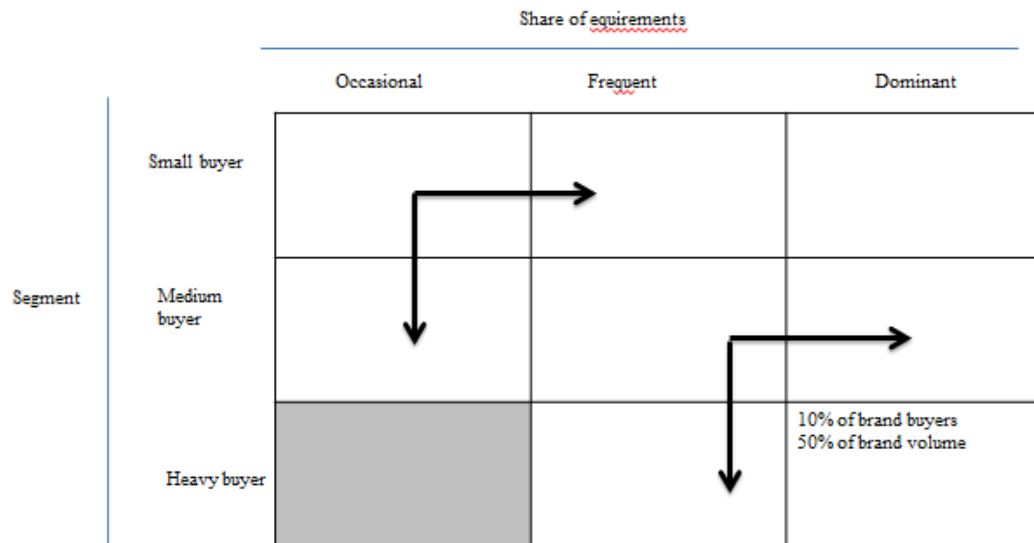 Share of equirements
Occasional
Frequent
Dominant
Small buyer
Segment
Medium
buyer
10% of brand buyers
50% of brand volume
Heavy buyer